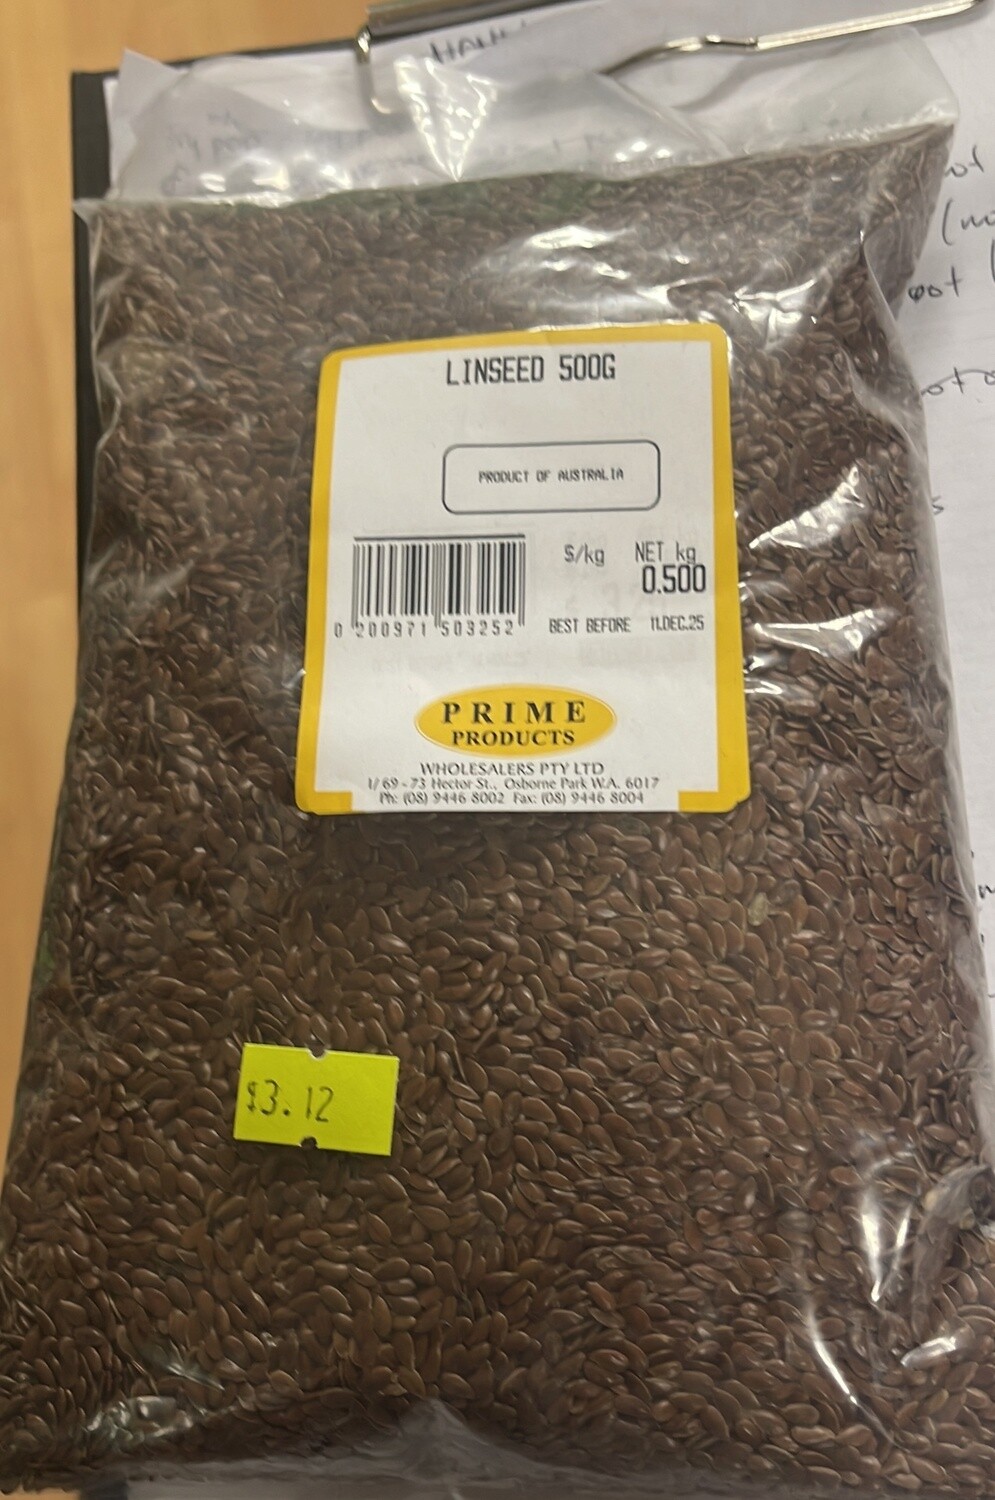 LINSEED 500G
PRODUCT OF AUSTRALIA
$/kg NET kg
0.500
0 200971 503252
BEST BEFORE 11.DEC.25
PRIME
PRODUCTS
WHOLESALERS PTY LTD
1/69-73 Hector St., Osborne Park W.A. 6017
Ph: (08) 9446 8002 Fax: (08) 9446 8004
$3.12